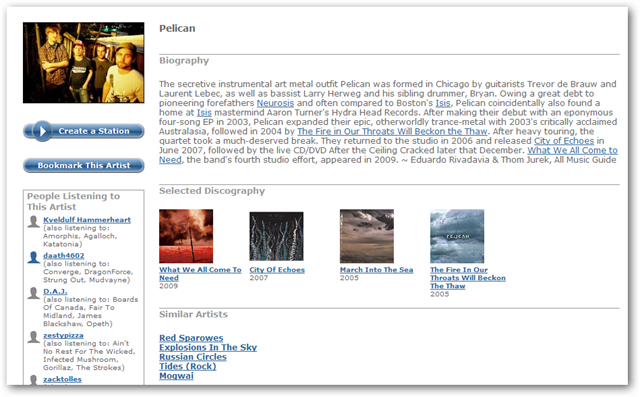 Pelican
Biography
The secretive instrumental art metal outfit Pelican was formed in Chicago by guitarists Trevor de Brauw and
Laurent Lebec, as well as bassist Larry Herweg and his sibling drummer, Bryan. Owing a great debt to
pioneering forefathers Neurosis and often compared to Boston's Isis, Pelican coincidentally also found a
home at Isis mastermind Aaron Turner's Hydra Head Records. After making their debut with an eponymous
four-song EP in 2003, Pelican expanded their epic, otherworldly trance-metal with 2003's critically acclaimed
Australasia, followed in 2004 by The Fire in Our Throats Will Beckon the Thaw. After heavy touring, the
quartet took a much-deserved break. They returned to the studio in 2006 and released City of Echoes in
June 2007, followed by the live CD/DVD After the Ceiling Cracked later that December. What We All Come to
Need, the band's fourth studio effort, appeared in 2009. ~ Eduardo Rivadavia & Thom Jurek, All Music Guide
Create a Station
Bookmark This Artist
People Listening to
This Artist
Kveldulf Hammerheart
(also listening to:
Amorphis, Agalloch,
Katatonia)
daath4602
(also listening to:
Converge, DragonForce,
Strung Out, Mudvayne)
D.A.J.
(also listening to: Boards
Of Canada, Fair To
Midland, James
Blackshaw, Opeth)
zestypizza
(also listening to: Ain't
No Rest For The Wicked,
Infected Mushroom,
Gorillaz, The Strokes)
zacktolles
Selected Discography
What We All Come To
Need
2009
City Of Echoes
2007
March Into The Sea
2005
PELICAN
The Fire In Our
Throats Will Beckon
The Thaw
2005
Similar Artists
Red Sparowes
Explosions In The Sky
Russian Circles
Tides (Rock)
Mogwai